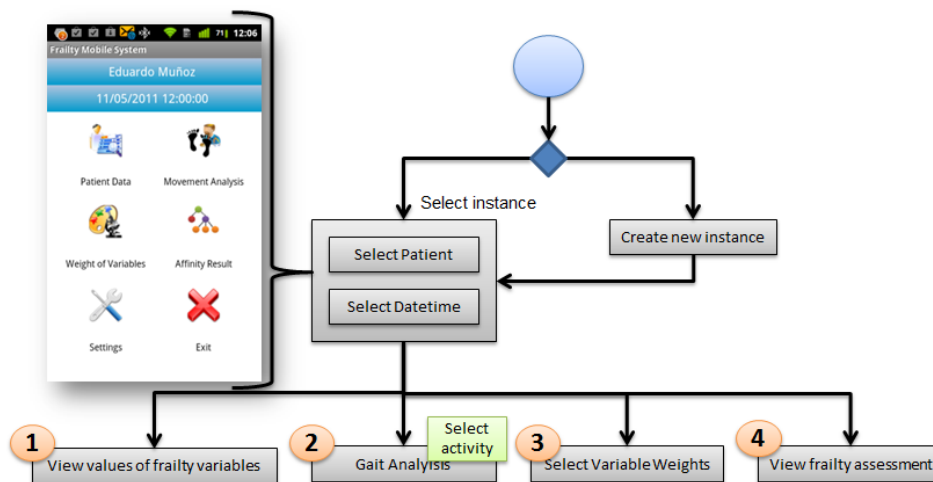 71 12:06
Frailty Mobile System
Eduardo Muñoz
11/05/2011 12:00:00
Patient Data
Movement Analysis
Weight of Variables
Affinity Result
Settings
Exit
Select instance
Select Patient
Select Datetime
Create new instance
Select
activity
1
View values of frailty variables
2
Gait Analyisis
3
Select Variable Weights
4
View frailty assessment